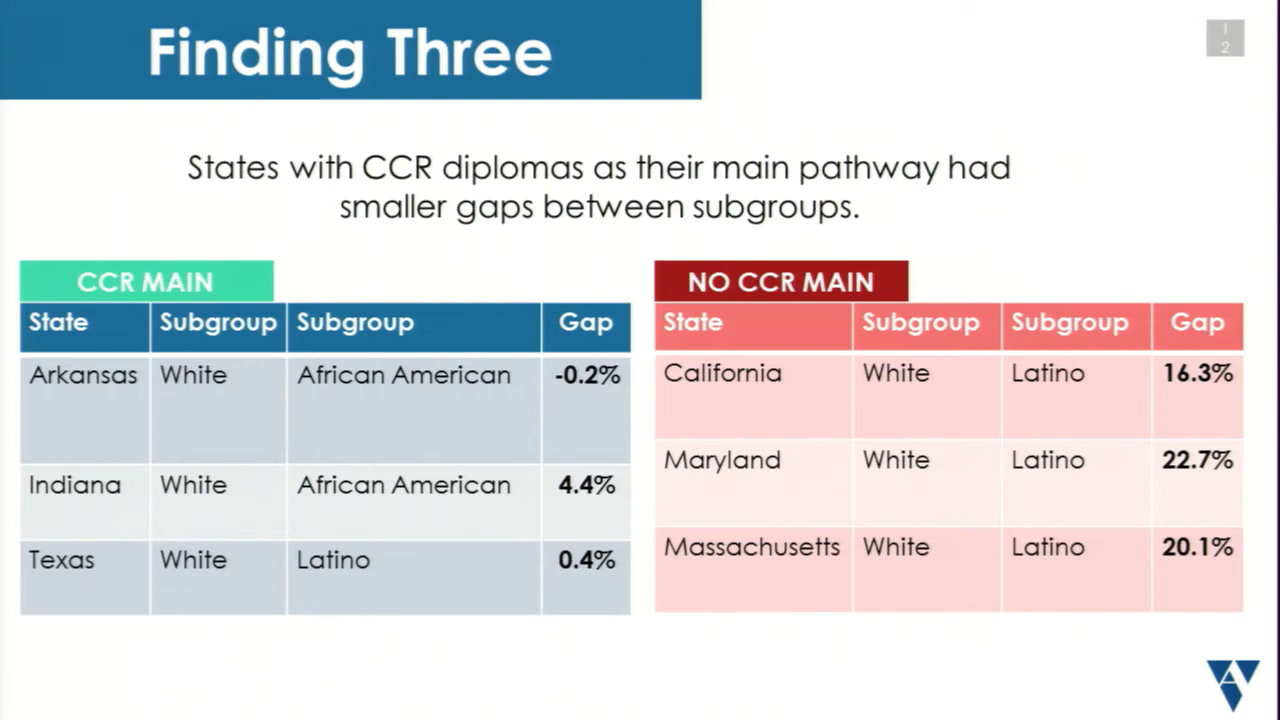 Finding Three
1
2
States with CCR diplomas as their main pathway had
smaller gaps between subgroups.
CCR MAIN
State Subgroup Subgroup Gap
Arkansas White African American -0.2%
Indiana White African American 4.4%
Texas White Latino 0.4%
NO CCR MAIN
State Subgroup Subgroup Gap
California White Latino 16.3%
Maryland White Latino 22.7%
Massachusetts White Latino 20.1%
A